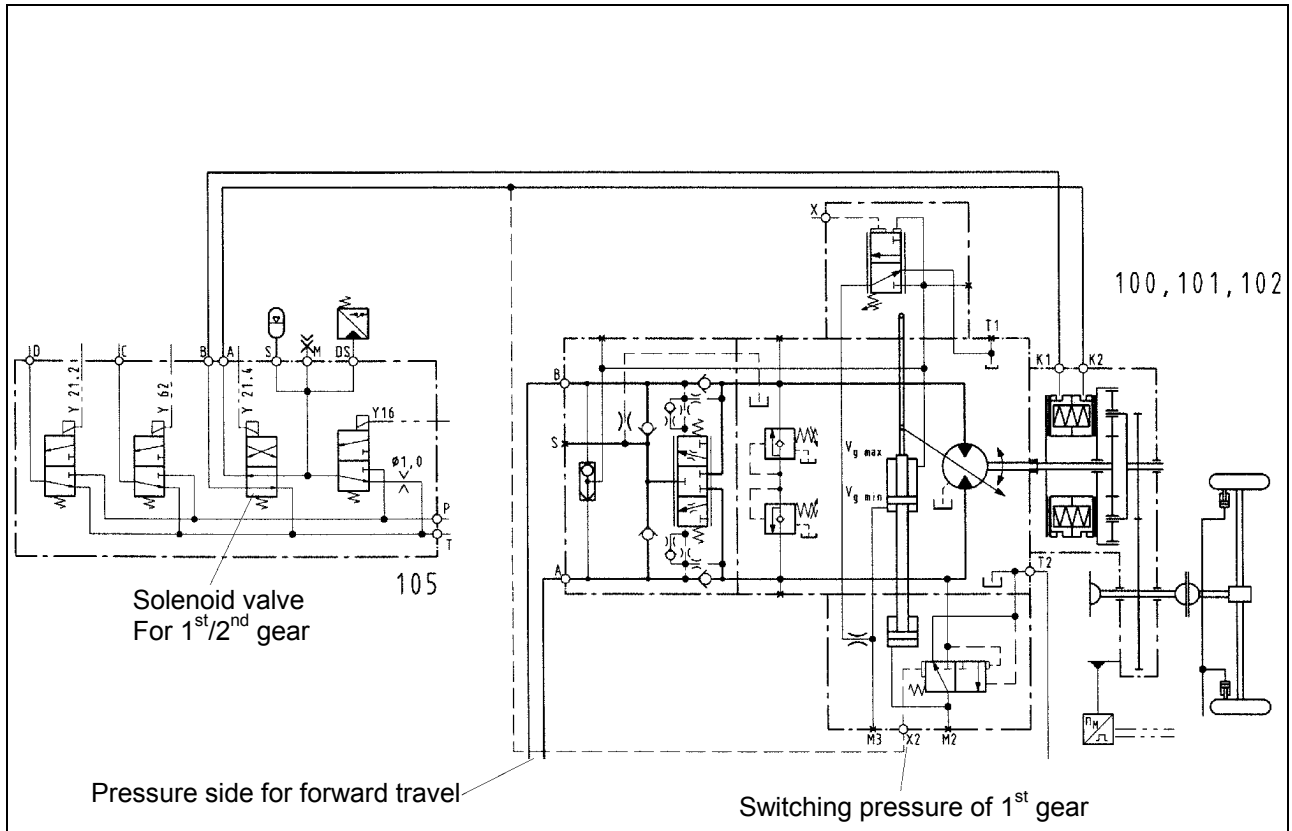 X
100,101,102
T1
K1
K2
D
C
B
A
S
M
DS
Y 21.2
Y 62
Y 21.4
Y16
ø1,0
P
T
105
B
S
A
Vg max
Vg min
T2
M3
X2
M2
nM
Solenoid valve
For 1st/2nd gear
Pressure side for forward travel
Switching pressure of 1st gear